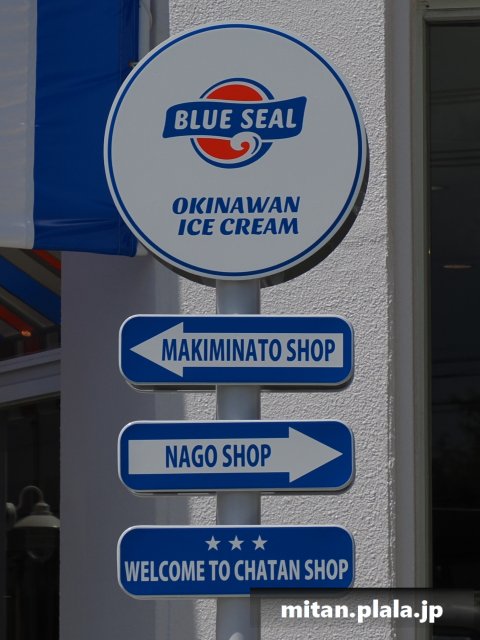 BLUE SEAL
OKINAWAN
ICE CREAM
MAKIMINATO SHOP
NAGO SHOP
WELCOME TO CHATAN SHOP
mitan.plala.jp